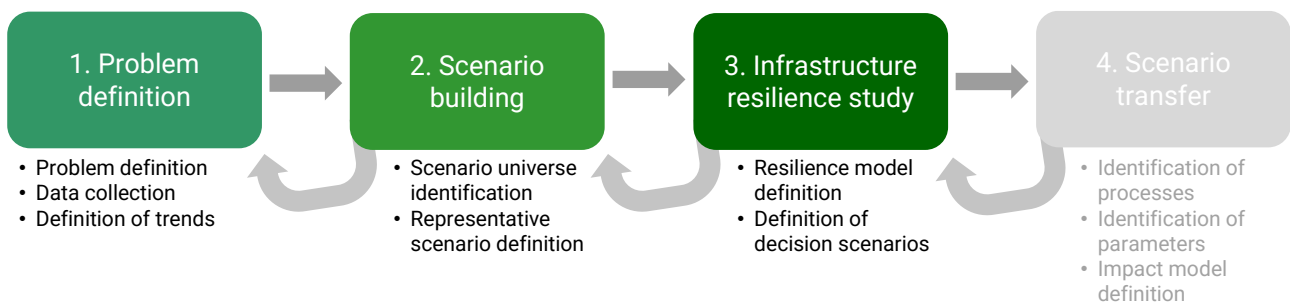 1. Problem
definition
2. Scenario
building
3. Infrastructure
resilience study
4. Scenario
transfer
• Problem definition
• Data collection
• Definition of trends
• Scenario universe
identification
• Representative
scenario definition
• Resilience model
definition
• Definition of
decision scenarios
• Identification of
processes
• Identification of
parameters
• Impact model
definition